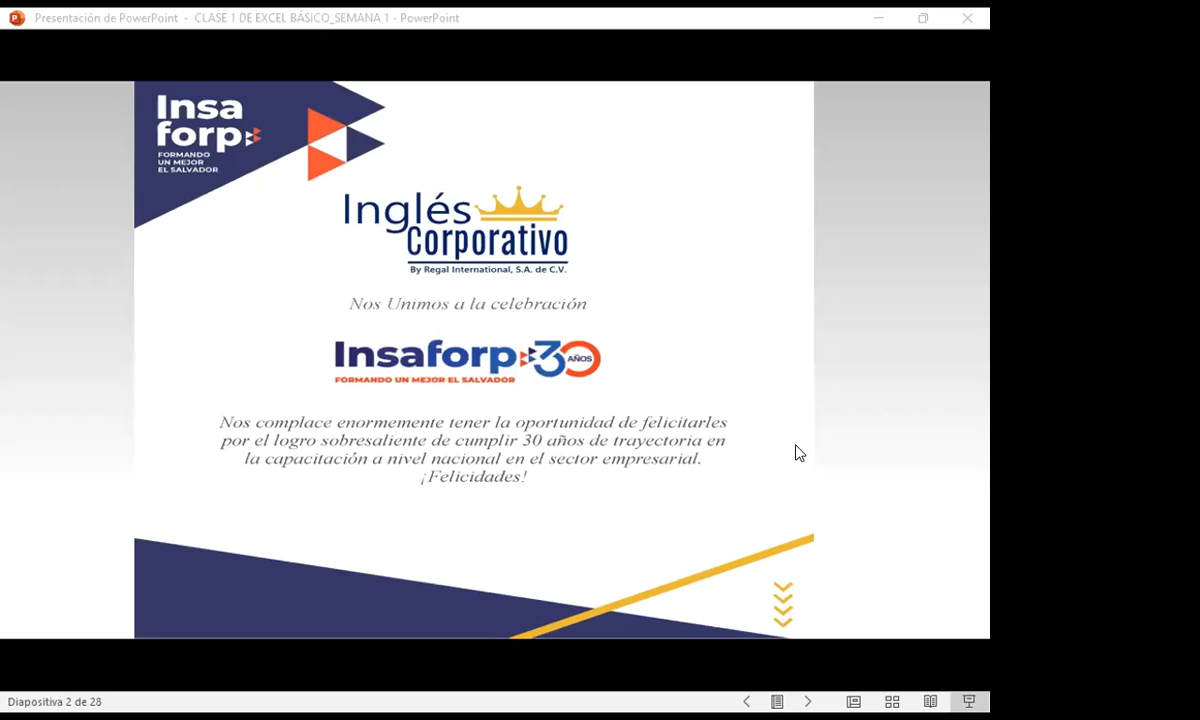 Presentación de PowerPoint - CLASE 1 DE EXCEL BÁSICO_SEMANA 1 - PowerPoint
Insa
forp
FORMANDO
UN MEJOR
EL SALVADOR
Inglés
Corporativo
By Regal International, S.A. de C.V.
Nos Unimos a la celebración
Insaforp 30 AÑOS
FORMANDO UN MEJOR EL SALVADOR
Nos complace enormemente tener la oportunidad de felicitarles
por el logro sobresaliente de cumplir 30 años de trayectoria en
la capacitación a nivel nacional en el sector empresarial.
¡Felicidades!
Diapositiva 2 de 28